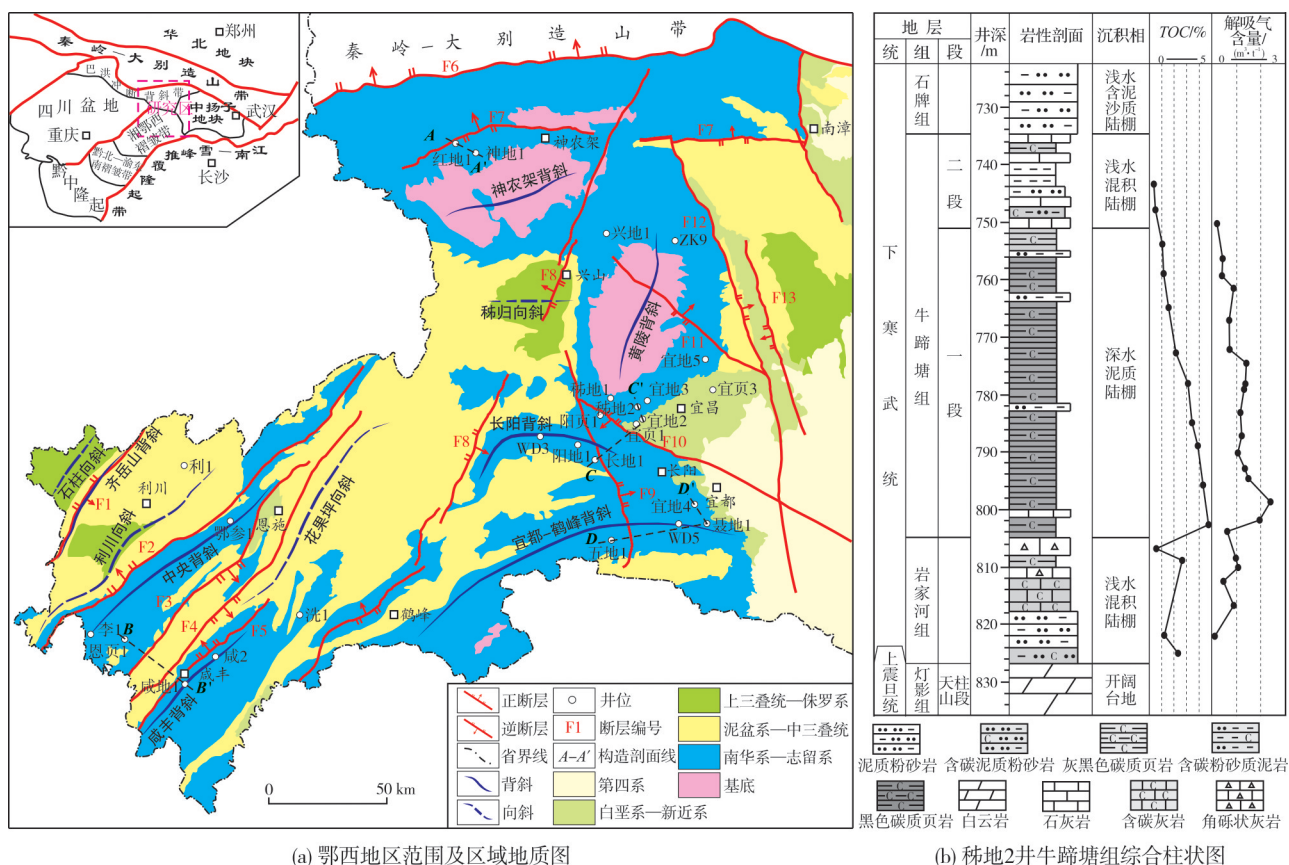 郑州
华北地块
秦岭—大别造山带
巴洪冲断背斜带
四川盆地
研究区
中扬子地块
武汉
重庆
湘鄂西褶皱带
黔北—渝南褶皱带
推覆隆起带
雪峰—江南
黔中隆起
长沙
秦岭—大别造山带
F6
南漳
A
F7
神农架
F7
红地1
神地1
A'
神农架背斜
F12
兴地1
ZK9
F8
兴山
F13
秭归向斜
黄陵背斜
F11
宜地5
秭地1
C'
宜地3
宜页3
秭地2
宜昌
阳页1
宜地2
宜页1
长阳背斜
F10
F8
WD3
阳地1
长地1
C
长阳
石柱向斜
齐岳山背斜
利1
F1
利川
F9
D'
宜都
宜地4
恩施
花果坪向斜
利川向斜
F2
鄂参1
宜都—鹤峰背斜
聂地1
WD5
D
五地1
中央背斜
F3
F4
F5
洗1
鹤峰
李1
B
恩页1
咸2
咸丰
咸地1
B'
咸丰背斜
正断层
井位
上三叠统—侏罗系
逆断层
F1
断层编号
泥盆系—中三叠统
省界线
A–A'
构造剖面线
南华系—志留系
背斜
第四系
基底
向斜
白垩系—新近系
0
50 km
(a) 鄂西地区范围及区域地质图
地层
井深/m
岩性剖面
沉积相
TOC/%
解吸气含量/(m³·t⁻¹)
统
组
段
0
5
0
3
石牌组
浅水含泥沙质陆棚
730
740
二段
浅水混积陆棚
750
下寒武统
牛蹄塘组
一段
深水泥质陆棚
760
770
780
790
800
岩家河组
浅水混积陆棚
810
820
上震旦统
灯影组
天柱山段
开阔台地
830
泥质粉砂岩
含碳泥质粉砂岩
灰黑色碳质页岩
含碳粉砂质泥岩
黑色碳质页岩
白云岩
石灰岩
含碳灰岩
角砾状灰岩
(b) 秭地2井牛蹄塘组综合柱状图